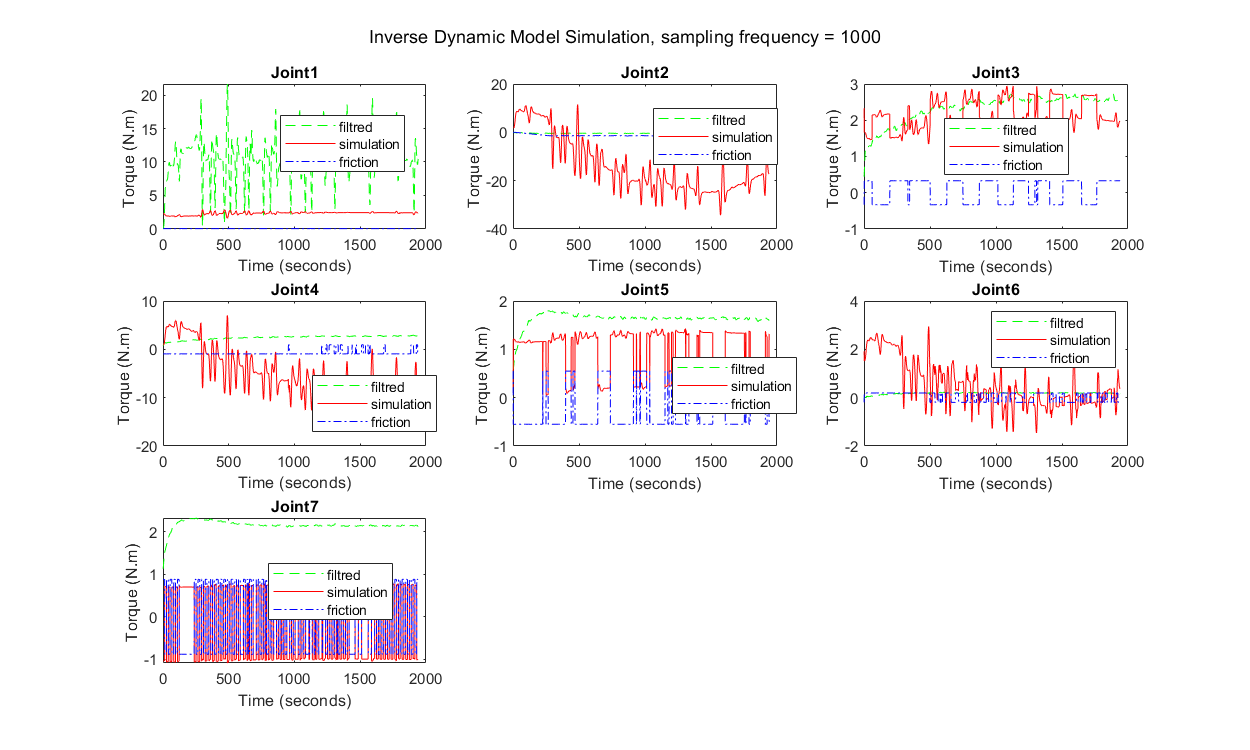 Inverse Dynamic Model Simulation, sampling frequency = 1000
Joint1
Torque (N.m)
20
15
10
5
0
filtred
simulation
friction
0 500 1000 1500 2000
Time (seconds)
Joint2
Torque (N.m)
20
0
-20
-40
filtred
simulation
friction
0 500 1000 1500 2000
Time (seconds)
Joint3
Torque (N.m)
3
2
1
0
-1
filtred
simulation
friction
0 500 1000 1500 2000
Time (seconds)
Joint4
Torque (N.m)
10
0
-10
-20
filtred
simulation
friction
0 500 1000 1500 2000
Time (seconds)
Joint5
Torque (N.m)
2
1
0
-1
filtred
simulation
friction
0 500 1000 1500 2000
Time (seconds)
Joint6
Torque (N.m)
4
2
0
-2
filtred
simulation
friction
0 500 1000 1500 2000
Time (seconds)
Joint7
Torque (N.m)
2
1
0
-1
filtred
simulation
friction
0 500 1000 1500 2000
Time (seconds)